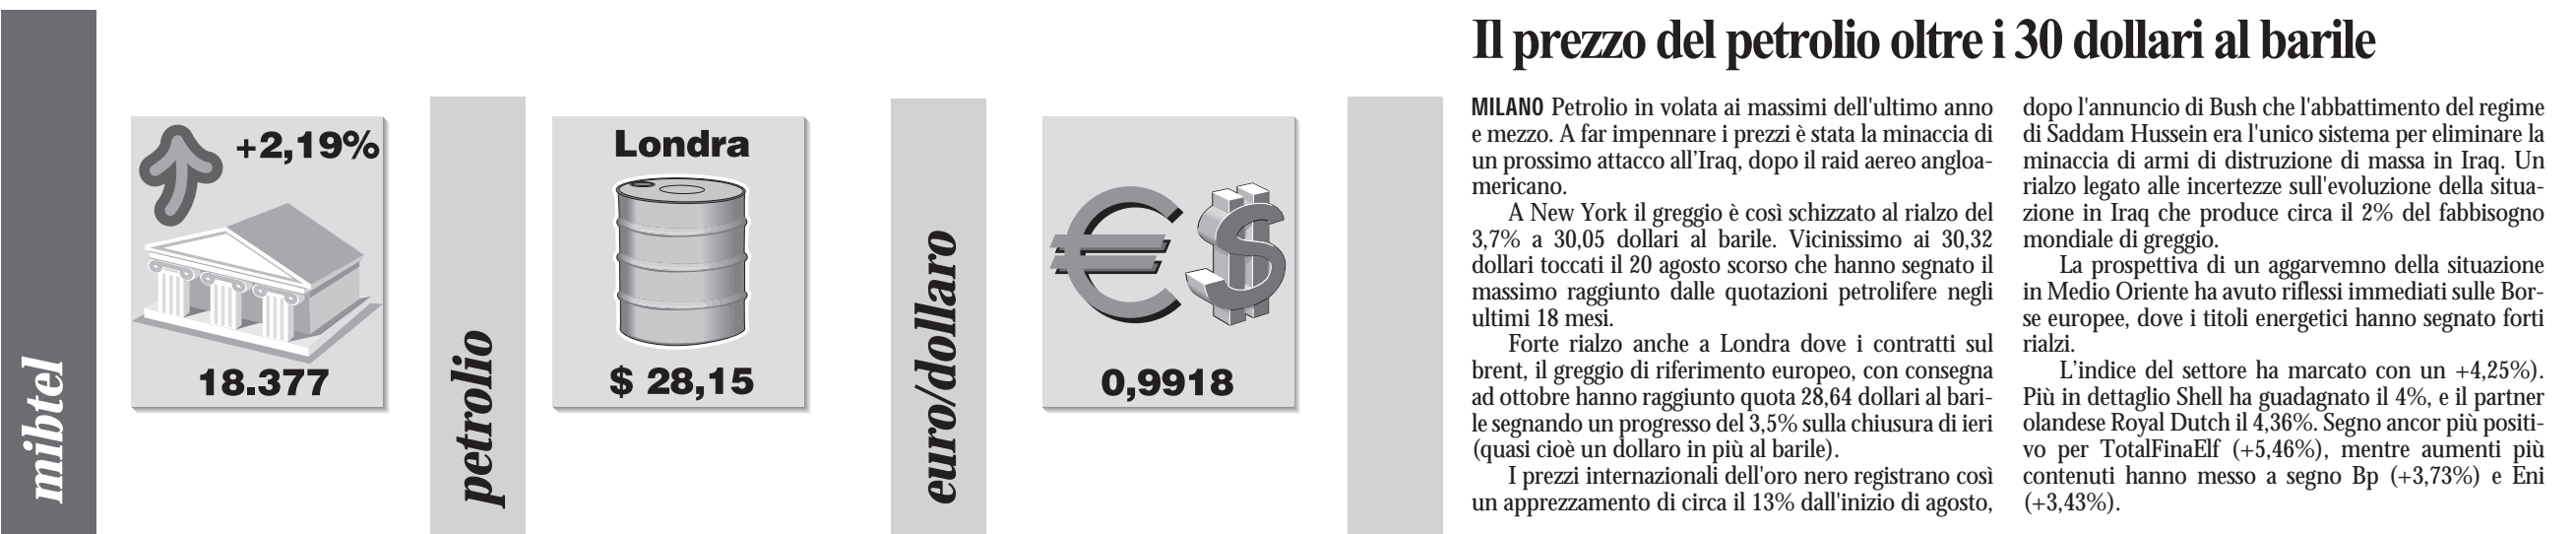 mibtel
+2,19%
18.377
petrolio
Londra
$ 28,15
euro/dollaro
0,9918
Il prezzo del petrolio oltre i 30 dollari al barile
MILANO Petrolio in volata ai massimi dell'ultimo anno
e mezzo. A far impennare i prezzi è stata la minaccia di
un prossimo attacco all'Iraq, dopo il raid aereo angloa-
mericano.
A New York il greggio è così schizzato al rialzo del
3,7% a 30,05 dollari al barile. Vicinissimo ai 30,32
dollari toccati il 20 agosto scorso che hanno segnato il
massimo raggiunto dalle quotazioni petrolifere negli
ultimi 18 mesi.
Forte rialzo anche a Londra dove i contratti sul
brent, il greggio di riferimento europeo, con consegna
ad ottobre hanno raggiunto quota 28,64 dollari al bari-
le segnando un progresso del 3,5% sulla chiusura di ieri
(quasi cioè un dollaro in più al barile).
I prezzi internazionali dell'oro nero registrano così
un apprezzamento di circa il 13% dall'inizio di agosto,
dopo l'annuncio di Bush che l'abbattimento del regime
di Saddam Hussein era l'unico sistema per eliminare la
minaccia di armi di distruzione di massa in Iraq. Un
rialzo legato alle incertezze sull'evoluzione della situa-
zione in Iraq che produce circa il 2% del fabbisogno
mondiale di greggio.
La prospettiva di un aggarvemno della situazione
in Medio Oriente ha avuto riflessi immediati sulle Bor-
se europee, dove i titoli energetici hanno segnato forti
rialzi.
L'indice del settore ha marcato con un +4,25%).
Più in dettaglio Shell ha guadagnato il 4%, e il partner
olandese Royal Dutch il 4,36%. Segno ancor più positi-
vo per TotalFinaElf (+5,46%), mentre aumenti più
contenuti hanno messo a segno Bp (+3,73%) e Eni
(+3,43%).